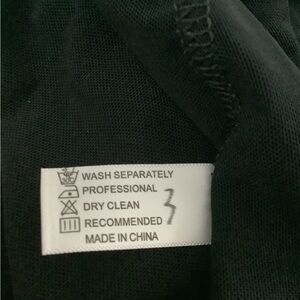 WASH SEPARATELY
PROFESSIONAL
DRY CLEAN
RECOMMENDED 3
MADE IN CHINA